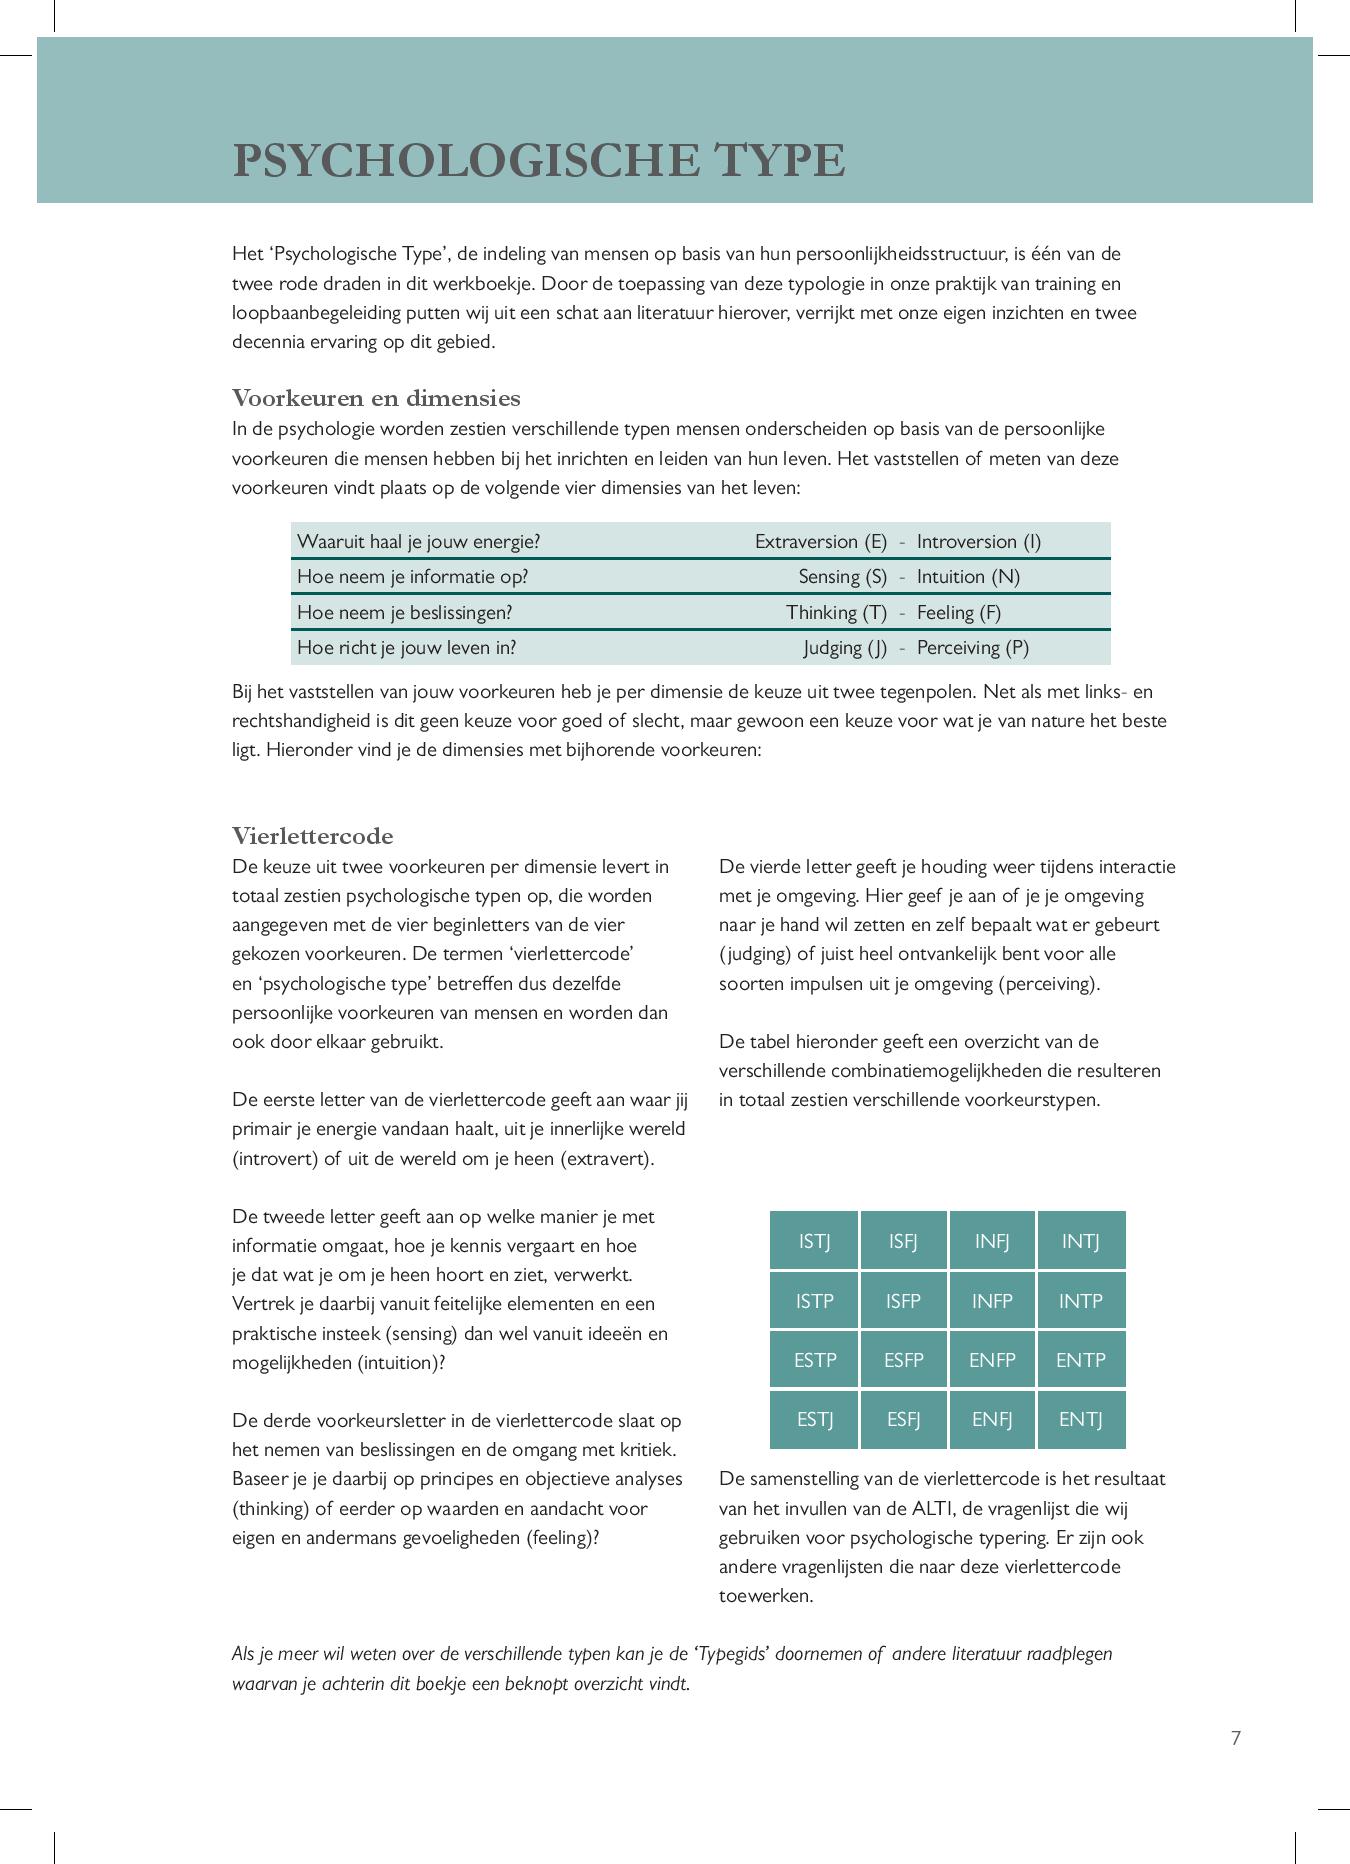 PSYCHOLOGISCHE TYPE
Het ‘Psychologische Type’, de indeling van mensen op basis van hun persoonlijkheidsstructuur, is één van de
twee rode draden in dit werkboekje. Door de toepassing van deze typologie in onze praktijk van training en
loopbaanbegeleiding putten wij uit een schat aan literatuur hierover, verrijkt met onze eigen inzichten en twee
decennia ervaring op dit gebied.
Voorkeuren en dimensies
In de psychologie worden zestien verschillende typen mensen onderscheiden op basis van de persoonlijke
voorkeuren die mensen hebben bij het inrichten en leiden van hun leven. Het vaststellen of meten van deze
voorkeuren vindt plaats op de volgende vier dimensies van het leven:
Waaruit haal je jouw energie? Extraversion (E) - Introversion (I)
Hoe neem je informatie op? Sensing (S) - Intuition (N)
Hoe neem je beslissingen? Thinking (T) - Feeling (F)
Hoe richt je jouw leven in? Judging (J) - Perceiving (P)
Bij het vaststellen van jouw voorkeuren heb je per dimensie de keuze uit twee tegenpolen. Net als met links- en
rechtshandigheid is dit geen keuze voor goed of slecht, maar gewoon een keuze voor wat je van nature het beste
ligt. Hieronder vind je de dimensies met bijhorende voorkeuren:
Vierlettercode
De keuze uit twee voorkeuren per dimensie levert in
totaal zestien psychologische typen op, die worden
aangegeven met de vier beginletters van de vier
gekozen voorkeuren. De termen ‘vierlettercode’
en ‘psychologische type’ betreffen dus dezelfde
persoonlijke voorkeuren van mensen en worden dan
ook door elkaar gebruikt.
De eerste letter van de vierlettercode geeft aan waar jij
primair je energie vandaan haalt, uit je innerlijke wereld
(introvert) of uit de wereld om je heen (extravert).
De tweede letter geeft aan op welke manier je met
informatie omgaat, hoe je kennis vergaart en hoe
je dat wat je om je heen hoort en ziet, verwerkt.
Vertrek je daarbij vanuit feitelijke elementen en een
praktische insteek (sensing) dan wel vanuit ideeën en
mogelijkheden (intuition)?
De derde voorkeursletter in de vierlettercode slaat op
het nemen van beslissingen en de omgang met kritiek.
Baseer je je daarbij op principes en objectieve analyses
(thinking) of eerder op waarden en aandacht voor
eigen en andermans gevoeligheden (feeling)?
De vierde letter geeft je houding weer tijdens interactie
met je omgeving. Hier geef je aan of je je omgeving
naar je hand wil zetten en zelf bepaalt wat er gebeurt
(judging) of juist heel ontvankelijk bent voor alle
soorten impulsen uit je omgeving (perceiving).
De tabel hieronder geeft een overzicht van de
verschillende combinatiemogelijkheden die resulteren
in totaal zestien verschillende voorkeurstypen.
ISTJ ISFJ INFJ INTJ
ISTP ISFP INFP INTP
ESTP ESFP ENFP ENTP
ESTJ ESFJ ENFJ ENTJ
De samenstelling van de vierlettercode is het resultaat
van het invullen van de ALTI, de vragenlijst die wij
gebruiken voor psychologische typering. Er zijn ook
andere vragenlijsten die naar deze vierlettercode
toewerken.
Als je meer wil weten over de verschillende typen kan je de ‘Typegids’ doornemen of andere literatuur raadplegen
waarvan je achterin dit boekje een beknopt overzicht vindt.
7